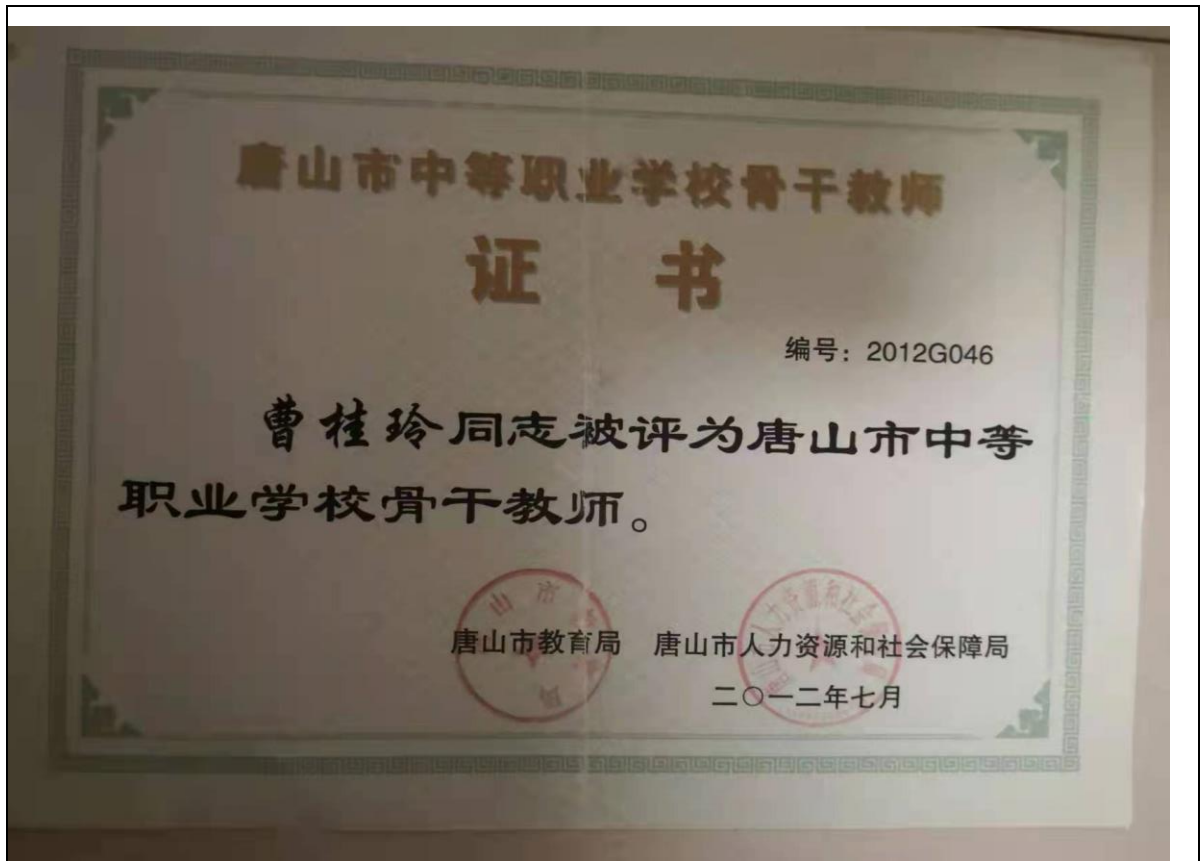 唐山市中等职业学校骨干教师
证 书
编号：2012G046
曹桂玲同志被评为唐山市中等
职业学校骨干教师。
唐山市教育局 唐山市人力资源和社会保障局
二〇一二年七月